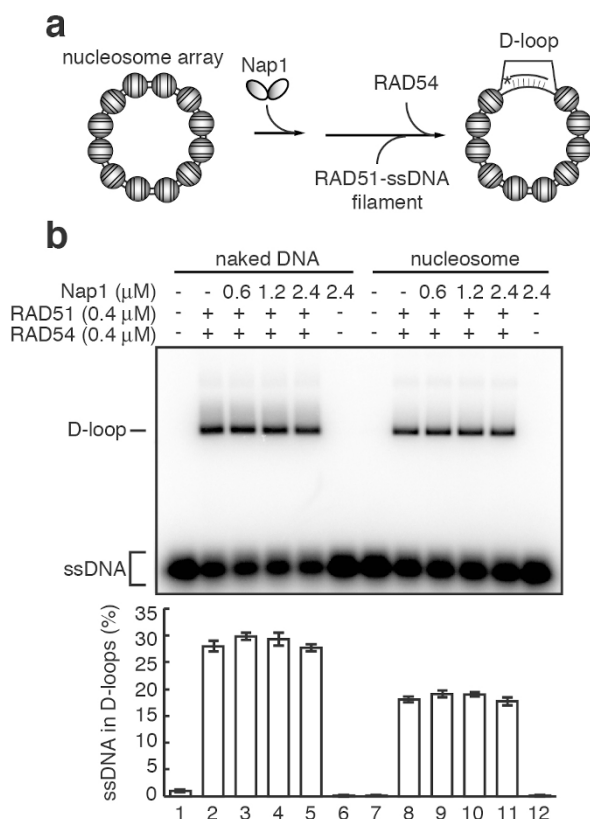 a
nucleosome array
Nap1
RAD54
RAD51-ssDNA
filament
D-loop
*
b
naked DNA nucleosome
Nap1 (μM) - - 0.6 1.2 2.4 2.4 - - 0.6 1.2 2.4 2.4
RAD51 (0.4 μM) - + + + + - - + + + + -
RAD54 (0.4 μM) - + + + + - - + + + + -
D-loop
ssDNA
ssDNA in D-loops (%)
35
30
25
20
15
10
5
0
1 2 3 4 5 6 7 8 9 10 11 12